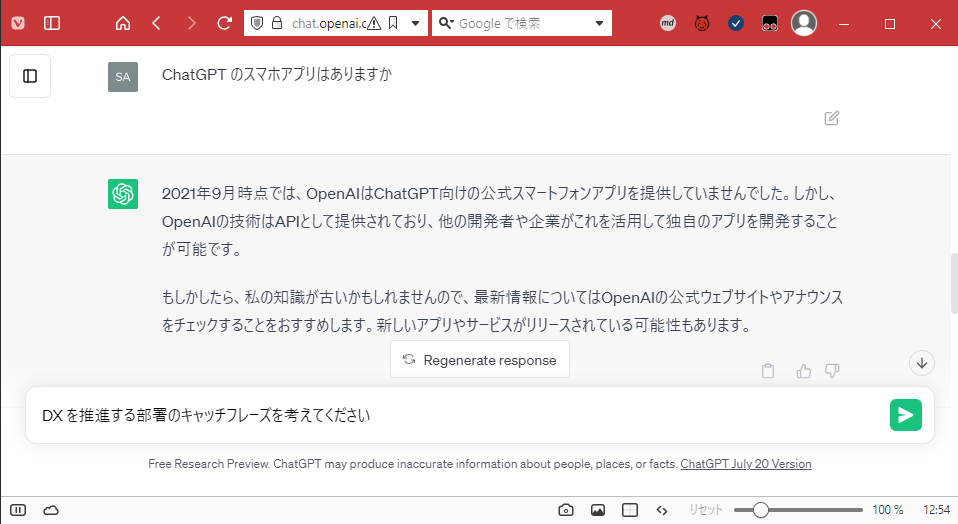 chat.openai.c
Google で検索
md
SA
ChatGPT のスマホアプリはありますか
2021年9月時点では、OpenAIはChatGPT向けの公式スマートフォンアプリを提供していませんでした。しかし、
OpenAIの技術はAPIとして提供されており、他の開発者や企業がこれを活用して独自のアプリを開発すること
が可能です。
もしかしたら、私の知識が古いかもしれませんので、最新情報についてはOpenAIの公式ウェブサイトやアナウンス
をチェックすることをおすすめします。新しいアプリやサービスがリリースされている可能性もあります。
Regenerate response
DX を推進する部署のキャッチフレーズを考えてください
Free Research Preview. ChatGPT may produce inaccurate information about people, places, or facts. ChatGPT July 20 Version
リセット
100 %
12:54